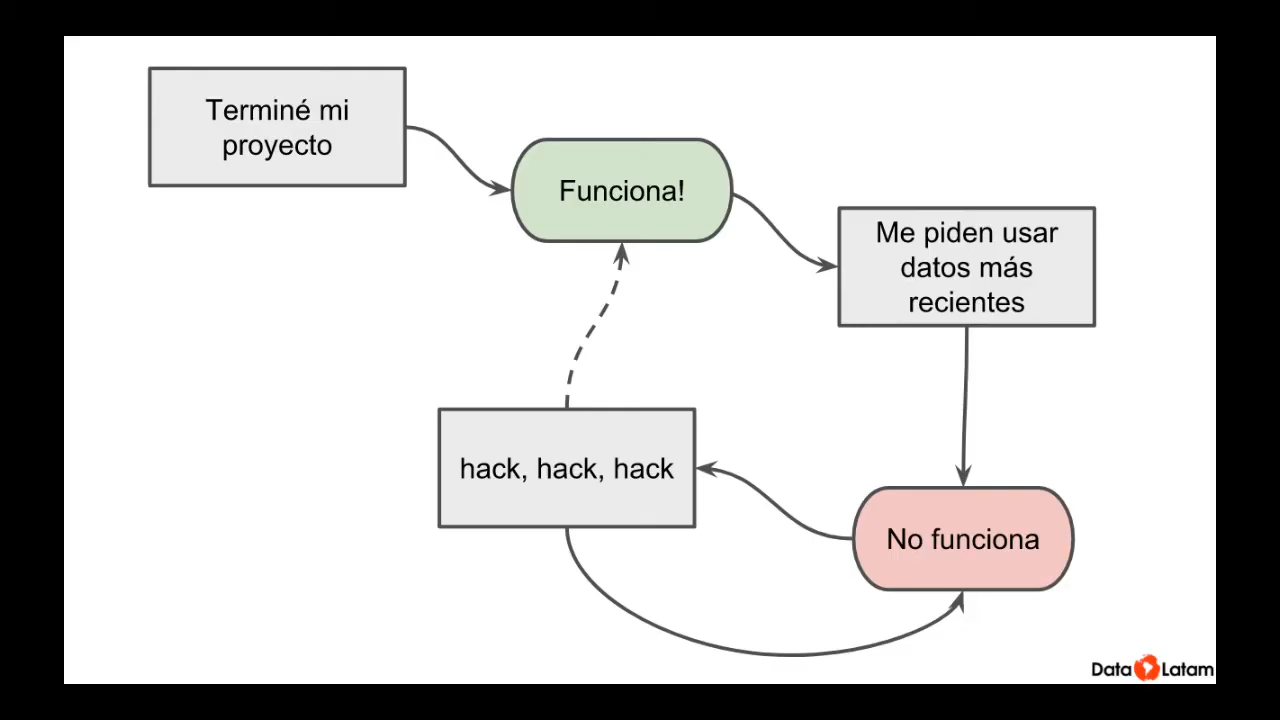 Terminé mi
proyecto
Funciona!
Me piden usar
datos más
recientes
hack, hack, hack
No funciona
Data Latam